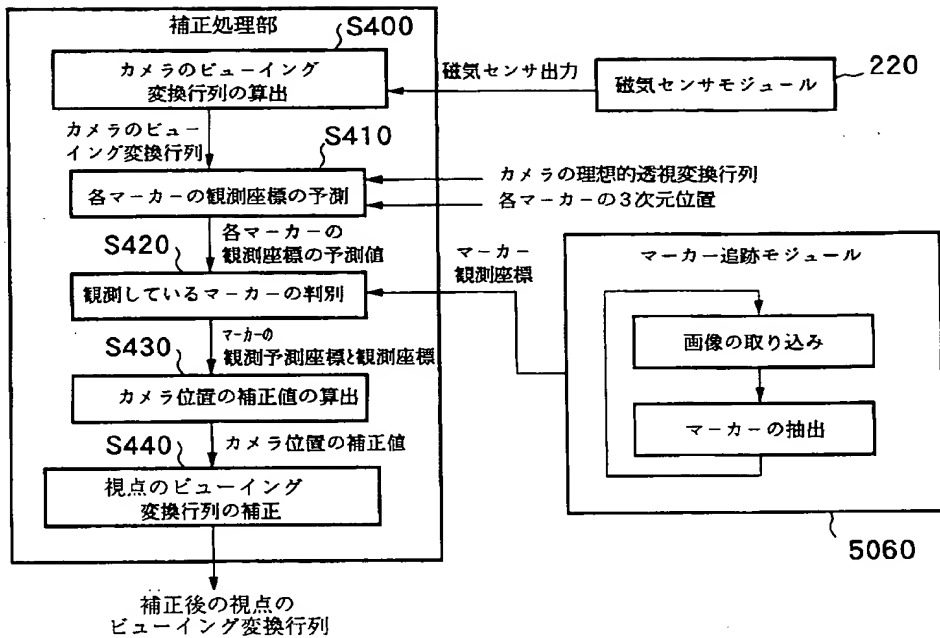 補正処理部
S400
カメラのビューイング
変換行列の算出
磁気センサ出力
磁気センサモジュール
220
カメラのビュー
イング変換行列
S410
各マーカーの観測座標の予測
カメラの理想的透視変換行列
各マーカーの3次元位置
各マーカーの
観測座標の予測値
S420
観測しているマーカーの判別
マーカー
観測座標
マーカーの
観測予測座標と観測座標
S430
カメラ位置の補正値の算出
カメラ位置の補正値
S440
視点のビューイング
変換行列の補正
補正後の視点の
ビューイング変換行列
マーカー追跡モジュール
画像の取り込み
マーカーの抽出
5060